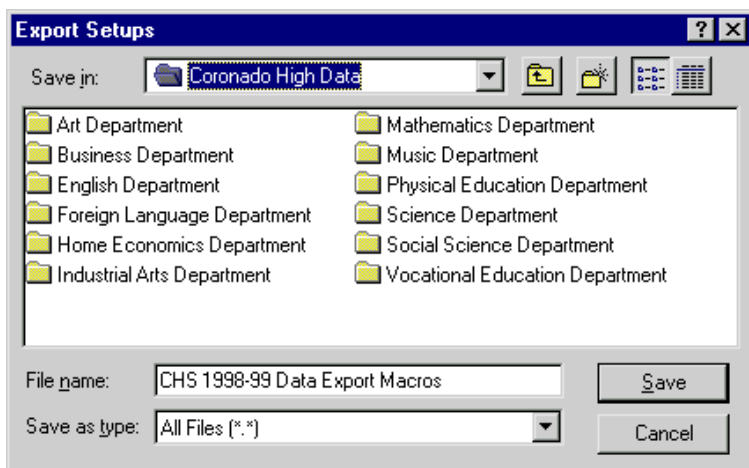 Export Setups
Save in: Coronado High Data
Art Department
Business Department
English Department
Foreign Language Department
Home Economics Department
Industrial Arts Department
Mathematics Department
Music Department
Physical Education Department
Science Department
Social Science Department
Vocational Education Department
File name: CHS 1998-99 Data Export Macros Save
Save as type: All Files (*.*) Cancel